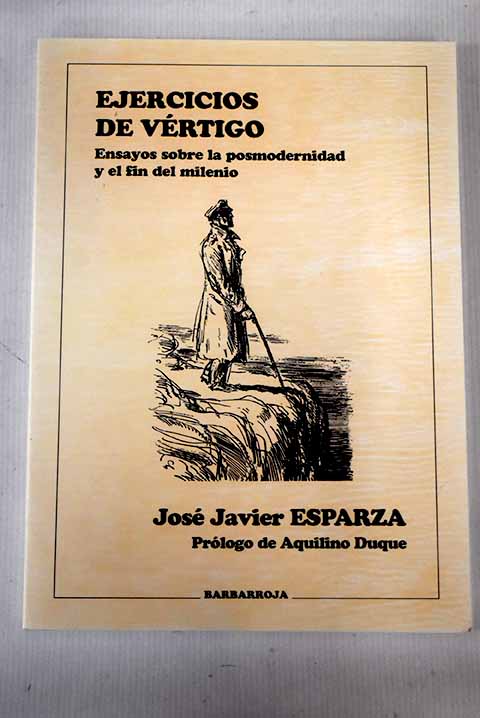 EJERCICIOS
DE VÉRTIGO
Ensayos sobre la posmodernidad
y el fin del milenio
José Javier ESPARZA
Prólogo de Aquilino Duque
BARBARROJA